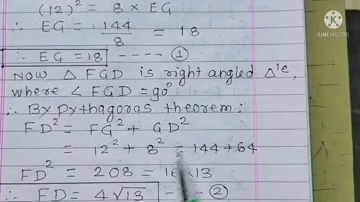 (12)² = 8 × EG
∴ EG = 144/8 = 18
∴ EG = 18 ---- ①
Now △ FGD is right angled △le,
where ∠ FGD = 90°
∴ By Pythagoras theorem:
FD² = FG² + GD²
= 12² + 8² = 144 + 64
FD² = 208 = 16×13
∴ FD = 4√13 ---- ②
KINEMASTER